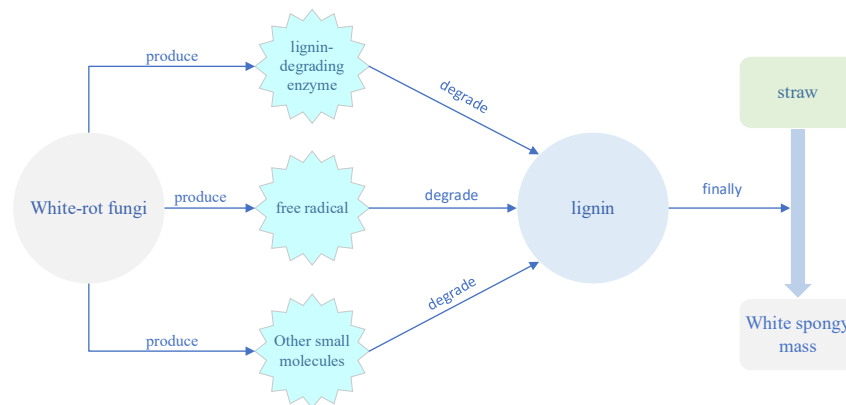 produce
lignin-
degrading
enzyme
degrade
straw
White-rot fungi
produce
free radical
degrade
lignin
finally
produce
Other small
molecules
degrade
White spongy
mass